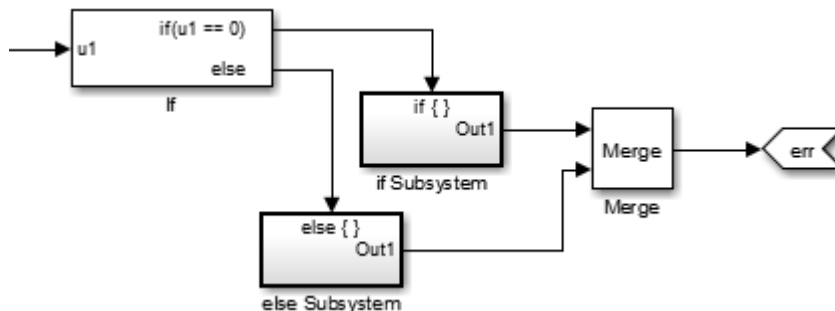 if(u1 == 0)
u1
else
If
if { }
Out1
if Subsystem
Merge
err
Merge
else { }
Out1
else Subsystem